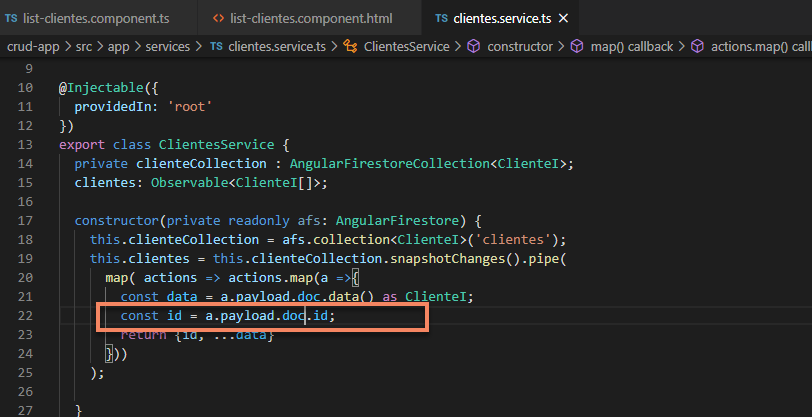 TS list-clientes.component.ts <> list-clientes.component.html TS clientes.service.ts ×
crud-app > src > app > services > TS clientes.service.ts > ClientesService > constructor > map() callback > actions.map() call
9
10 @Injectable({
11 providedIn: 'root'
12 })
13 export class ClientesService {
14 private clienteCollection : AngularFirestoreCollection<ClienteI>;
15 clientes: Observable<ClienteI[]>;
16
17 constructor(private readonly afs: AngularFirestore) {
18 this.clienteCollection = afs.collection<ClienteI>('clientes');
19 this.clientes = this.clienteCollection.snapshotChanges().pipe(
20 map( actions => actions.map(a =>{
21 const data = a.payload.doc.data() as ClienteI;
22 const id = a.payload.doc.id;
23 return {id, ...data}
24 }))
25 );
26
27 }